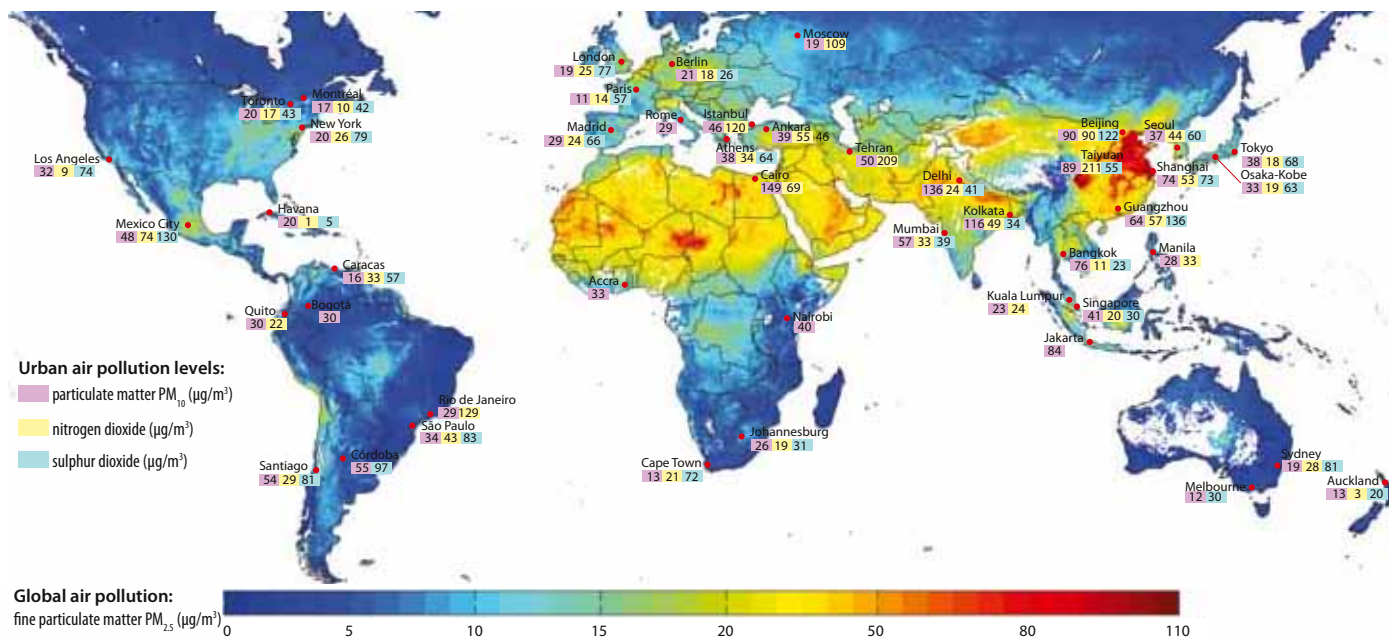 Moscow
19 109
London
19 25 77
Berlin
21 18 26
Paris
11 14 57
Rome
29
Madrid
29 24 66
Istanbul
46 120
Ankara
39 55 46
Athens
38 34 64
Tehran
50 209
Cairo
149 69
Toronto
20 17 43
Montréal
17 10 42
New York
20 26 79
Los Angeles
32 9 74
Havana
20 1 5
Mexico City
48 74 130
Caracas
16 33 57
Bogotá
30
Quito
30 22
Accra
33
Nairobi
40
Beijing
90 90 122
Seoul
37 44 60
Taiyuan
89 211 55
Shanghai
74 53 73
Tokyo
38 18 68
Osaka-Kobe
33 19 63
Delhi
136 24 41
Kolkata
116 49 34
Mumbai
57 33 39
Guangzhou
64 57 136
Bangkok
76 11 23
Manila
28 33
Kuala Lumpur
23 24
Singapore
41 20 30
Jakarta
84
Rio de Janeiro
29 129
São Paulo
34 43 83
Córdoba
55 97
Santiago
54 29 81
Johannesburg
26 19 31
Cape Town
13 21 72
Sydney
19 28 81
Melbourne
12 30
Auckland
13 3 20
Urban air pollution levels:
particulate matter PM10 (µg/m³)
nitrogen dioxide (µg/m³)
sulphur dioxide (µg/m³)
Global air pollution:
fine particulate matter PM2.5 (µg/m³)
0 5 10 15 20 50 80 110